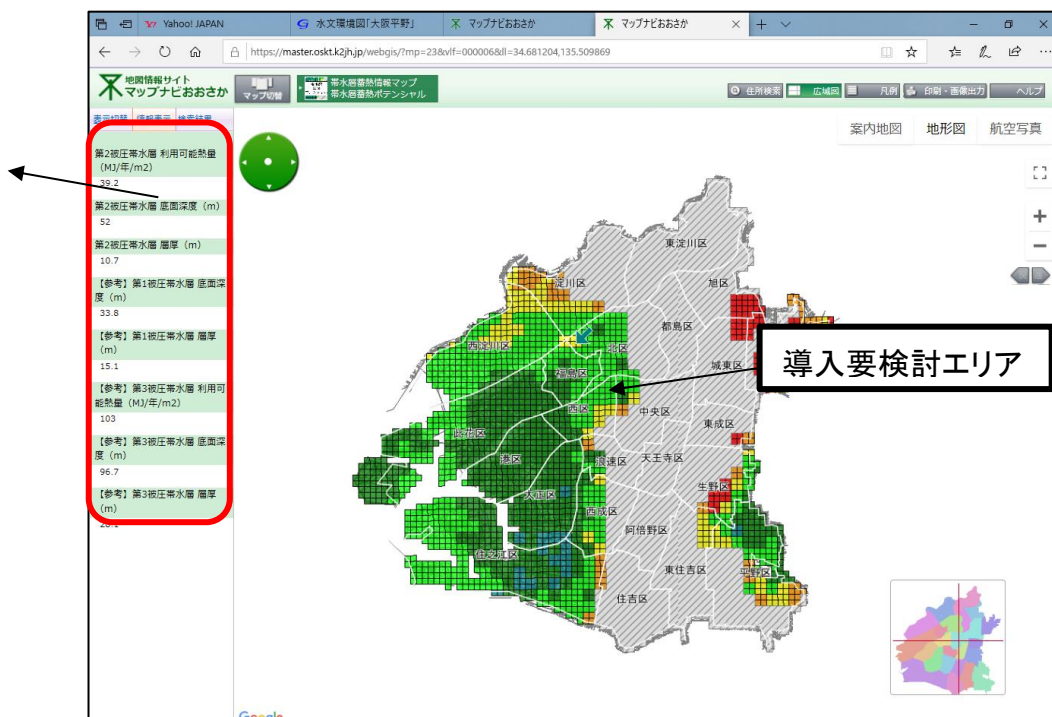 Yahoo! JAPAN
水文環境図「大阪平野」
マップナビおおさか
マップナビおおさか
https://master.oskt.k2jh.jp/webgis/?mp=23&vlf=000006&dl=34.681204,135.509869
地図情報サイト
マップナビおおさか
マップ切替
帯水層蓄熱情報マップ
帯水層蓄熱ポテンシャル
住所検索
広域図
凡例
印刷・画像出力
ヘルプ
表示切替 情報表示 検索結果
案内地図
地形図
航空写真
第2被圧帯水層 利用可能熱量
(MJ/年/m2)
39.2
第2被圧帯水層 底面深度（m）
52
第2被圧帯水層 層厚（m）
10.7
【参考】第1被圧帯水層 底面深
度（m）
33.8
【参考】第1被圧帯水層 層厚
（m）
15.1
【参考】第3被圧帯水層 利用可
能熱量（MJ/年/m2）
103
【参考】第3被圧帯水層 底面深
度（m）
96.7
【参考】第3被圧帯水層 層厚
（m）
東淀川区
淀川区
旭区
都島区
西淀川区
北区
城東区
福島区
導入要検討エリア
西区
中央区
此花区
東成区
港区
浪速区
天王寺区
大正区
生野区
西成区
阿倍野区
住之江区
東住吉区
平野区
住吉区
Google